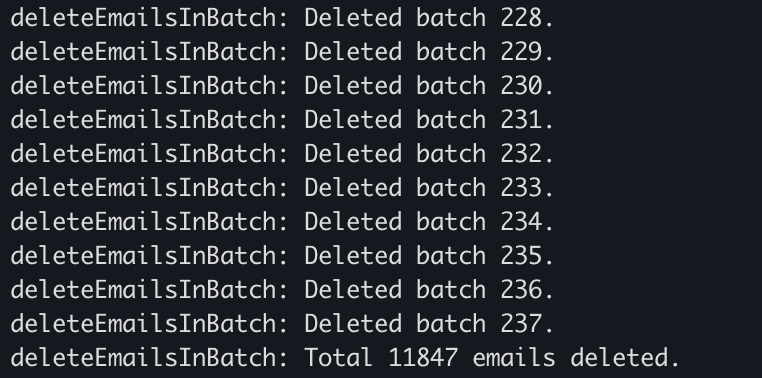 deleteEmailsInBatch: Deleted batch 228.
deleteEmailsInBatch: Deleted batch 229.
deleteEmailsInBatch: Deleted batch 230.
deleteEmailsInBatch: Deleted batch 231.
deleteEmailsInBatch: Deleted batch 232.
deleteEmailsInBatch: Deleted batch 233.
deleteEmailsInBatch: Deleted batch 234.
deleteEmailsInBatch: Deleted batch 235.
deleteEmailsInBatch: Deleted batch 236.
deleteEmailsInBatch: Deleted batch 237.
deleteEmailsInBatch: Total 11847 emails deleted.